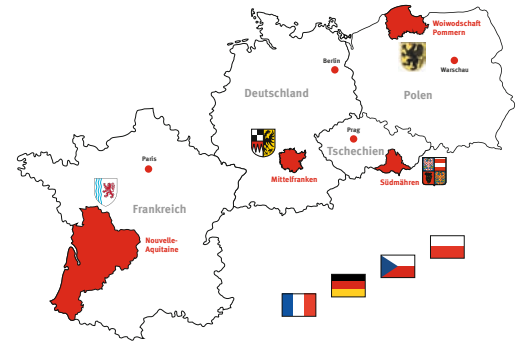 Woiwodschaft
Pommern
Berlin
Warschau
Deutschland
Polen
Prag
Tschechien
Paris
Mittelfranken
Südmähren
Frankreich
Nouvelle-
Aquitaine